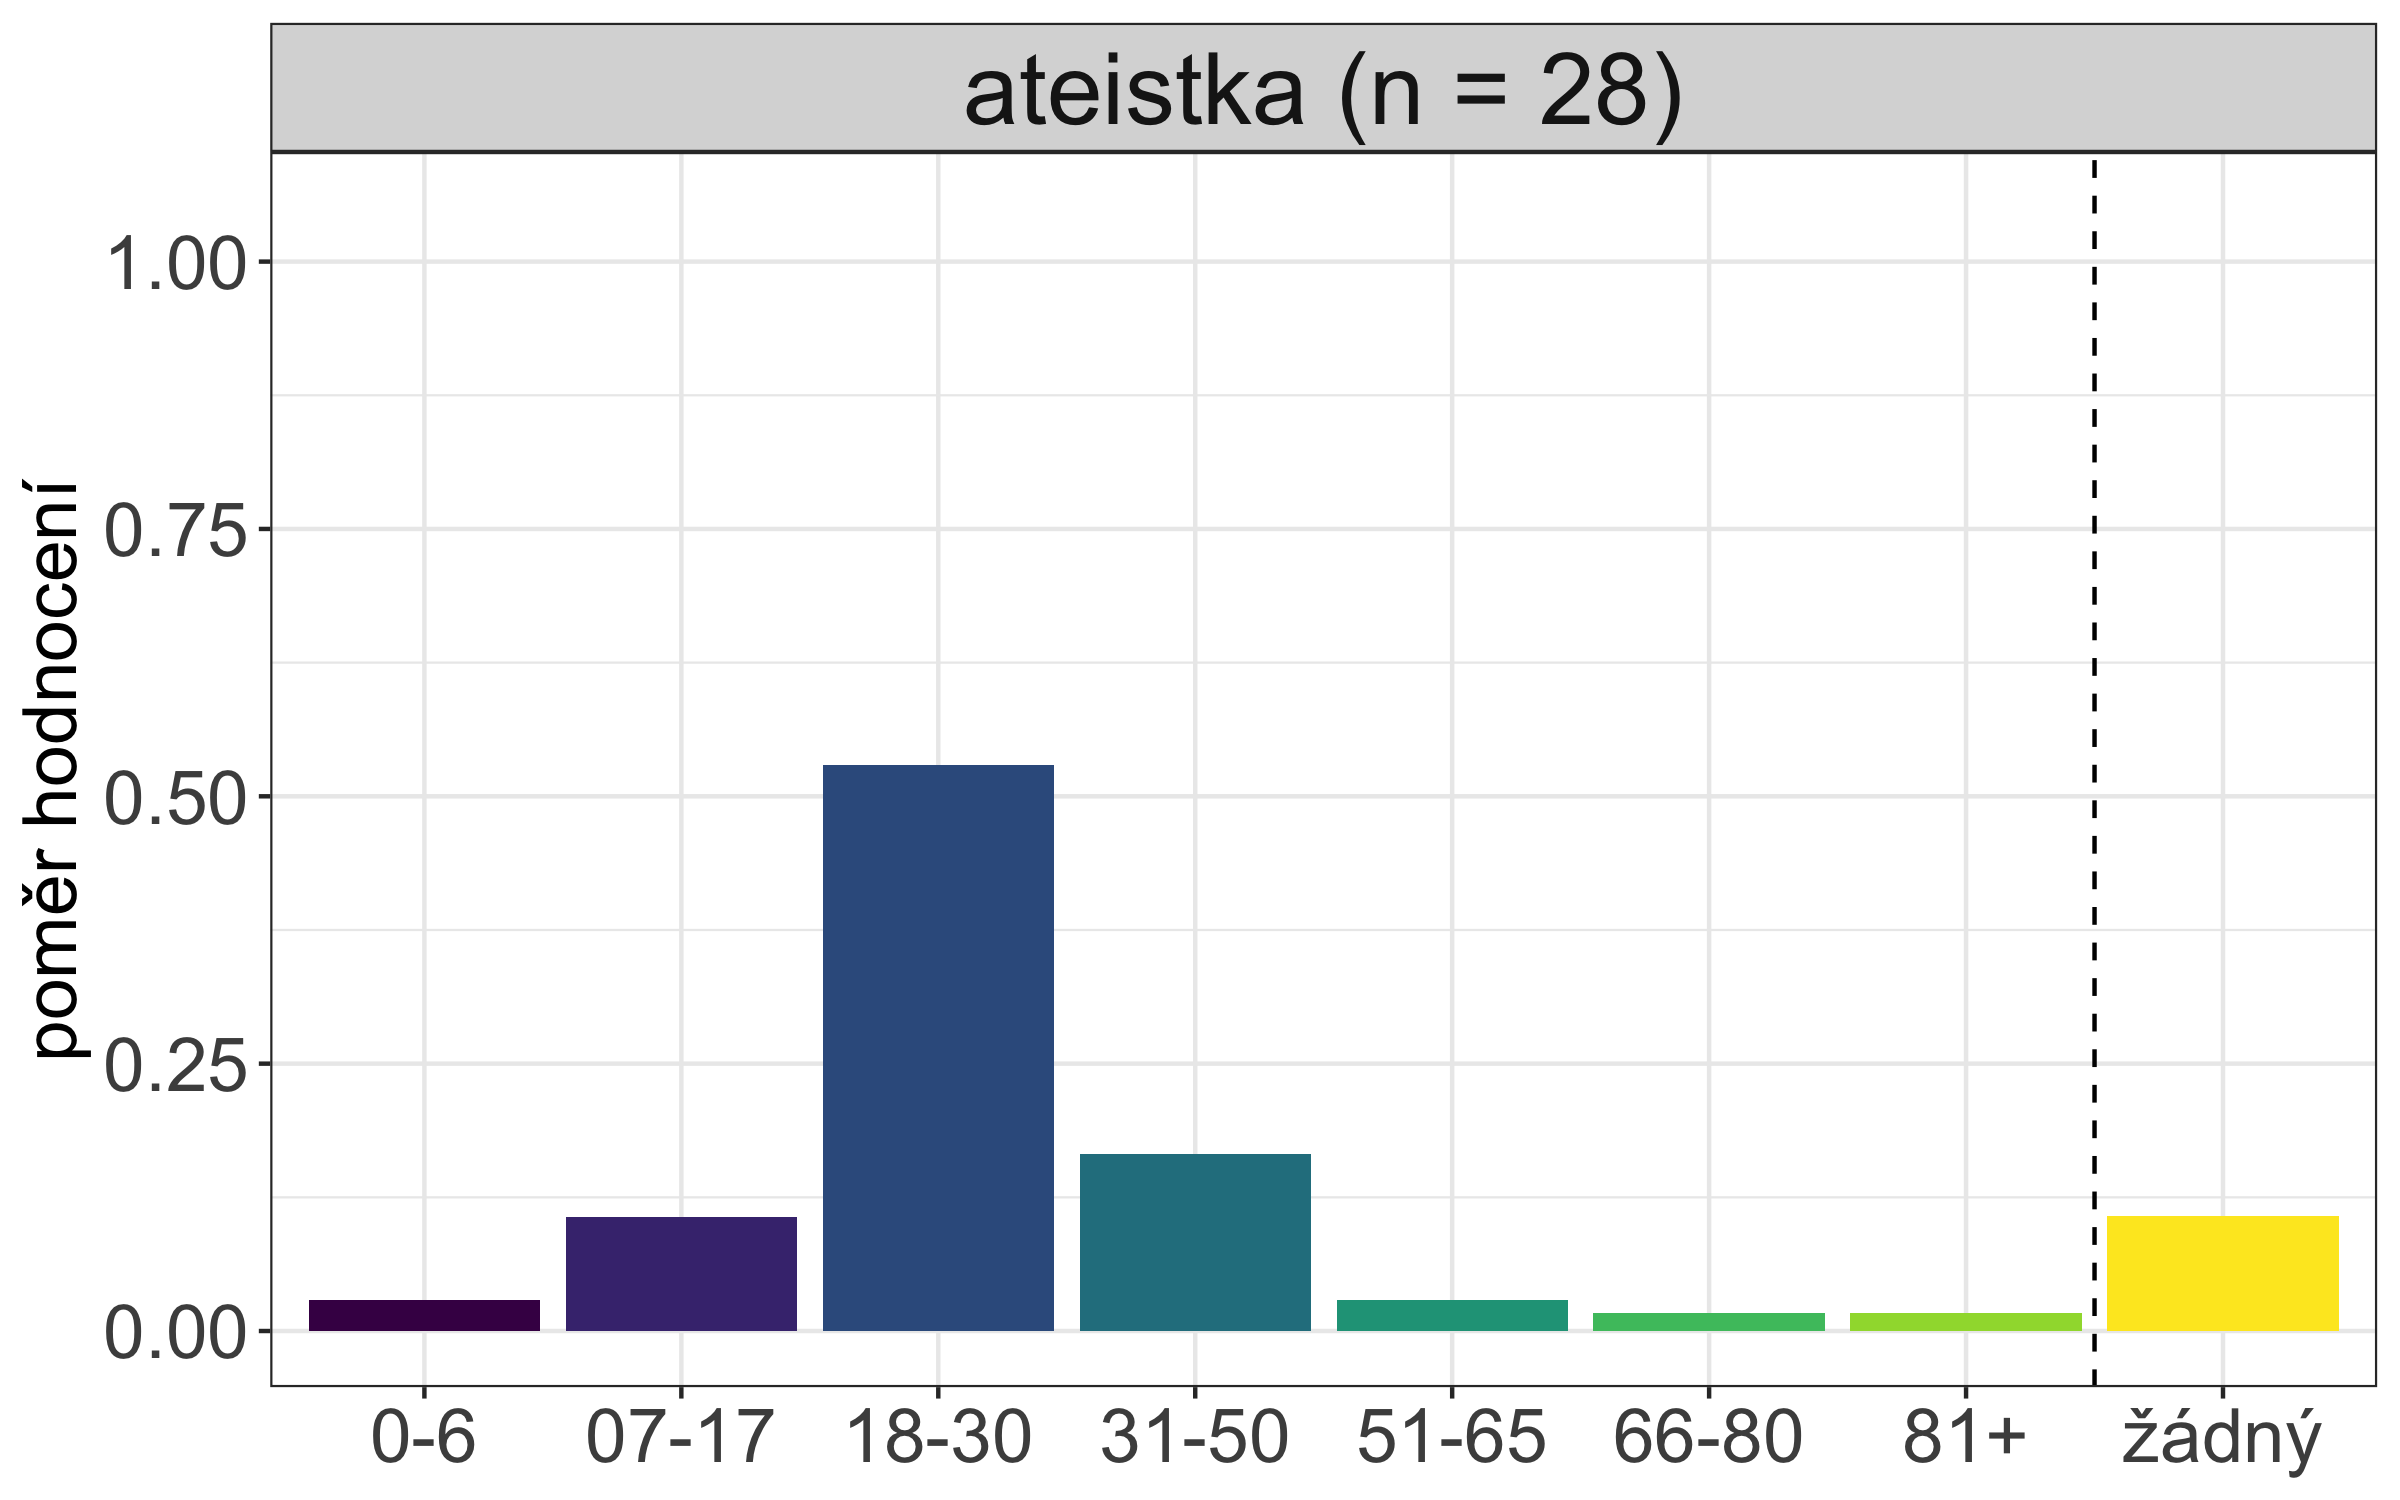 ateistka (n = 28)
poměr hodnocení
1.00
0.75
0.50
0.25
0.00
0-6 07-17 18-30 31-50 51-65 66-80 81+ žádný